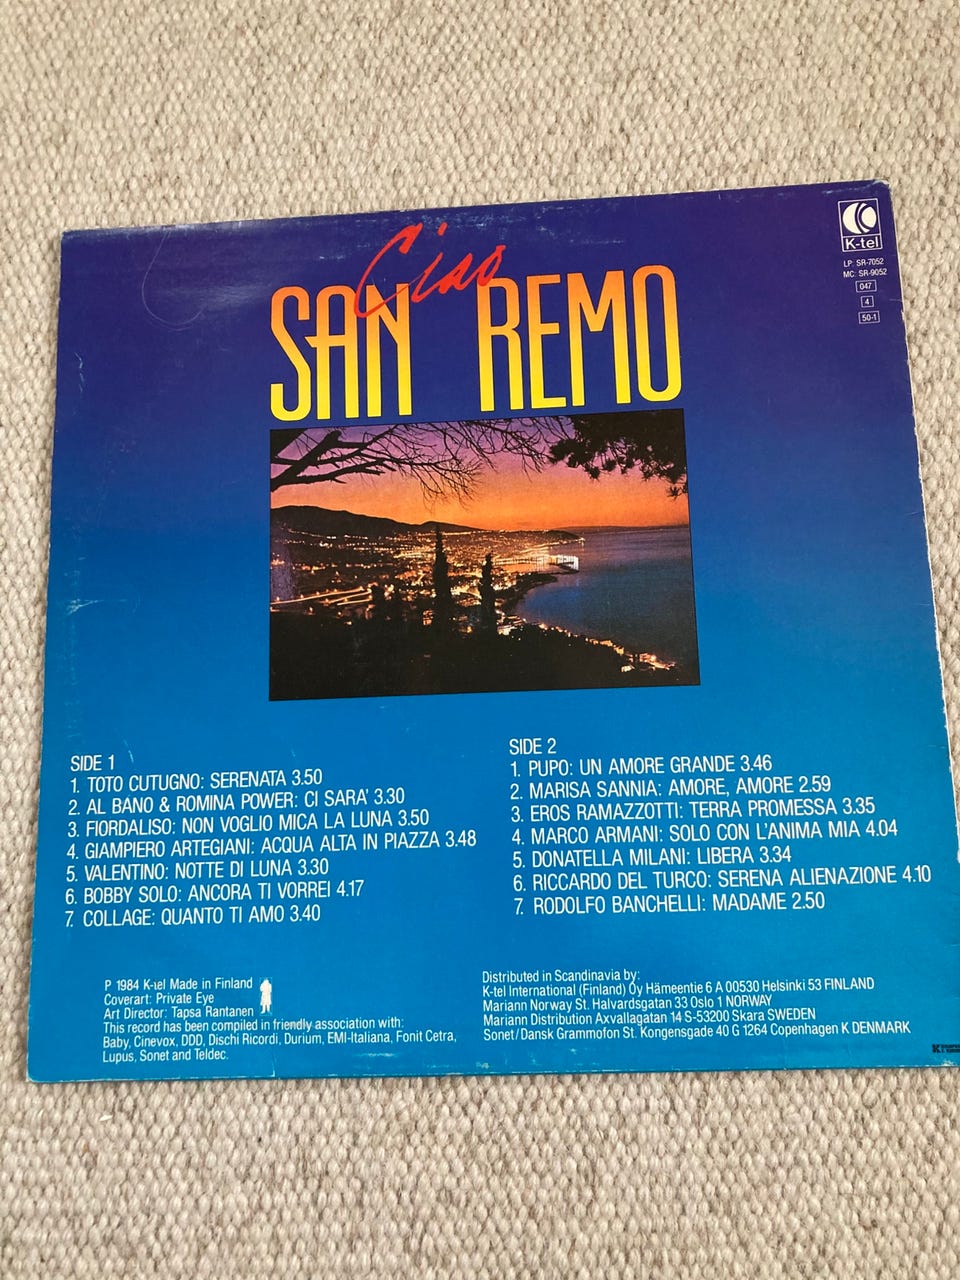 Ciao
SAN REMO
K-tel
LP: SR-7052
MC: SR-9052
047
4
50-1
SIDE 1
1. TOTO CUTUGNO: SERENATA 3.50
2. AL BANO & ROMINA POWER: CI SARA' 3.30
3. FIORDALISO: NON VOGLIO MICA LA LUNA 3.50
4. GIAMPIERO ARTEGIANI: ACQUA ALTA IN PIAZZA 3.48
5. VALENTINO: NOTTE DI LUNA 3.30
6. BOBBY SOLO: ANCORA TI VORREI 4.17
7. COLLAGE: QUANTO TI AMO 3.40
SIDE 2
1. PUPO: UN AMORE GRANDE 3.46
2. MARISA SANNIA: AMORE, AMORE 2.59
3. EROS RAMAZZOTTI: TERRA PROMESSA 3.35
4. MARCO ARMANI: SOLO CON L'ANIMA MIA 4.04
5. DONATELLA MILANI: LIBERA 3.34
6. RICCARDO DEL TURCO: SERENA ALIENAZIONE 4.10
7. RODOLFO BANCHELLI: MADAME 2.50
P 1984 K-tel Made in Finland
Coverart: Private Eye
Art Director: Tapsa Rantanen
This record has been compiled in friendly association with:
Baby, Cinevox, DDD, Dischi Ricordi, Durium, EMI-Italiana, Fonit Cetra,
Lupus, Sonet and Teldec.
Distributed in Scandinavia by:
K-tel International (Finland) Oy Hämeentie 6 A 00530 Helsinki 53 FINLAND
Mariann Norway St. Halvardsgatan 33 Oslo 1 NORWAY
Mariann Distribution Axvallagatan 14 S-53200 Skara SWEDEN
Sonet/Dansk Grammofon St. Kongensgade 40 G 1264 Copenhagen K DENMARK